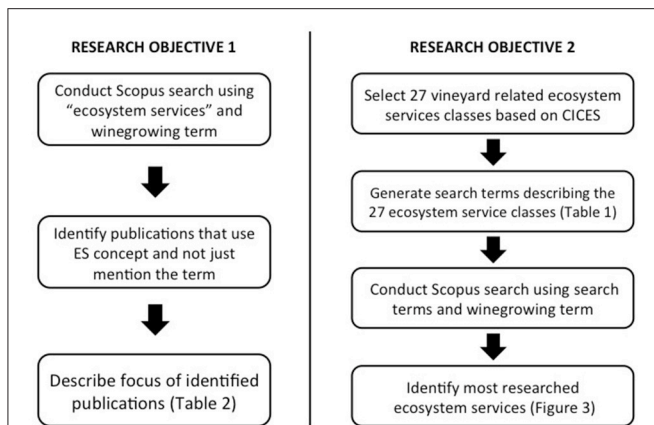 RESEARCH OBJECTIVE 1
Conduct Scopus search using
“ecosystem services” and
winegrowing term
Identify publications that use
ES concept and not just
mention the term
Describe focus of identified
publications (Table 2)
RESEARCH OBJECTIVE 2
Select 27 vineyard related ecosystem
services classes based on CICES
Generate search terms describing the
27 ecosystem service classes (Table 1)
Conduct Scopus search using search
terms and winegrowing term
Identify most researched
ecosystem services (Figure 3)